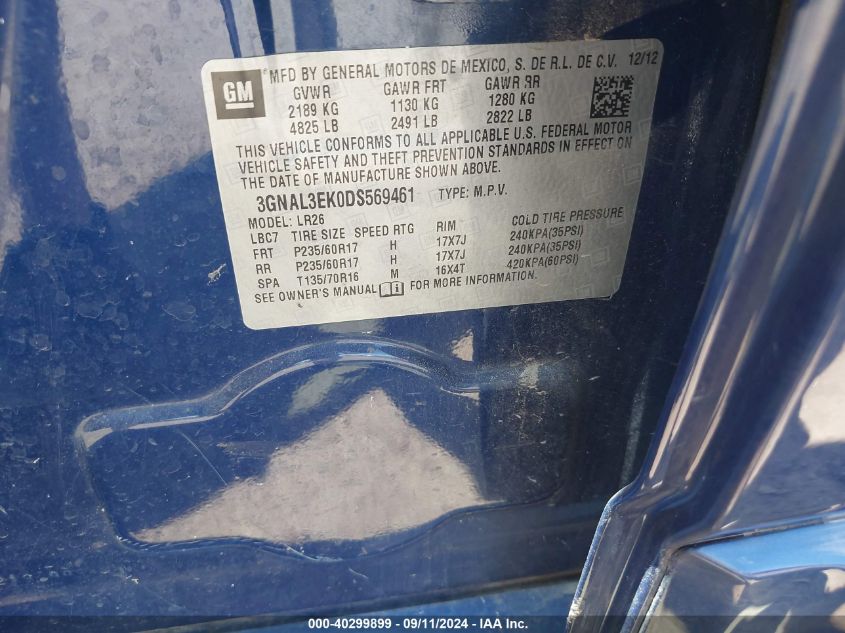 GM
MFD BY GENERAL MOTORS DE MEXICO, S. DE R.L. DE C.V. 12/12
GVWR GAWR FRT GAWR RR
2189 KG 1130 KG 1280 KG
4825 LB 2491 LB 2822 LB
THIS VEHICLE CONFORMS TO ALL APPLICABLE U.S. FEDERAL MOTOR
VEHICLE SAFETY AND THEFT PREVENTION STANDARDS IN EFFECT ON
THE DATE OF MANUFACTURE SHOWN ABOVE.
3GNAL3EK0DS569461 TYPE: M.P.V.
MODEL: LR26
LBC7 TIRE SIZE SPEED RTG RIM COLD TIRE PRESSURE
FRT P235/60R17 H 17X7J 240KPA(35PSI)
RR P235/60R17 H 17X7J 240KPA(35PSI)
SPA T135/70R16 M 16X4T 420KPA(60PSI)
SEE OWNER'S MANUAL i FOR MORE INFORMATION.
000-40299899 - 09/11/2024 - IAA Inc.